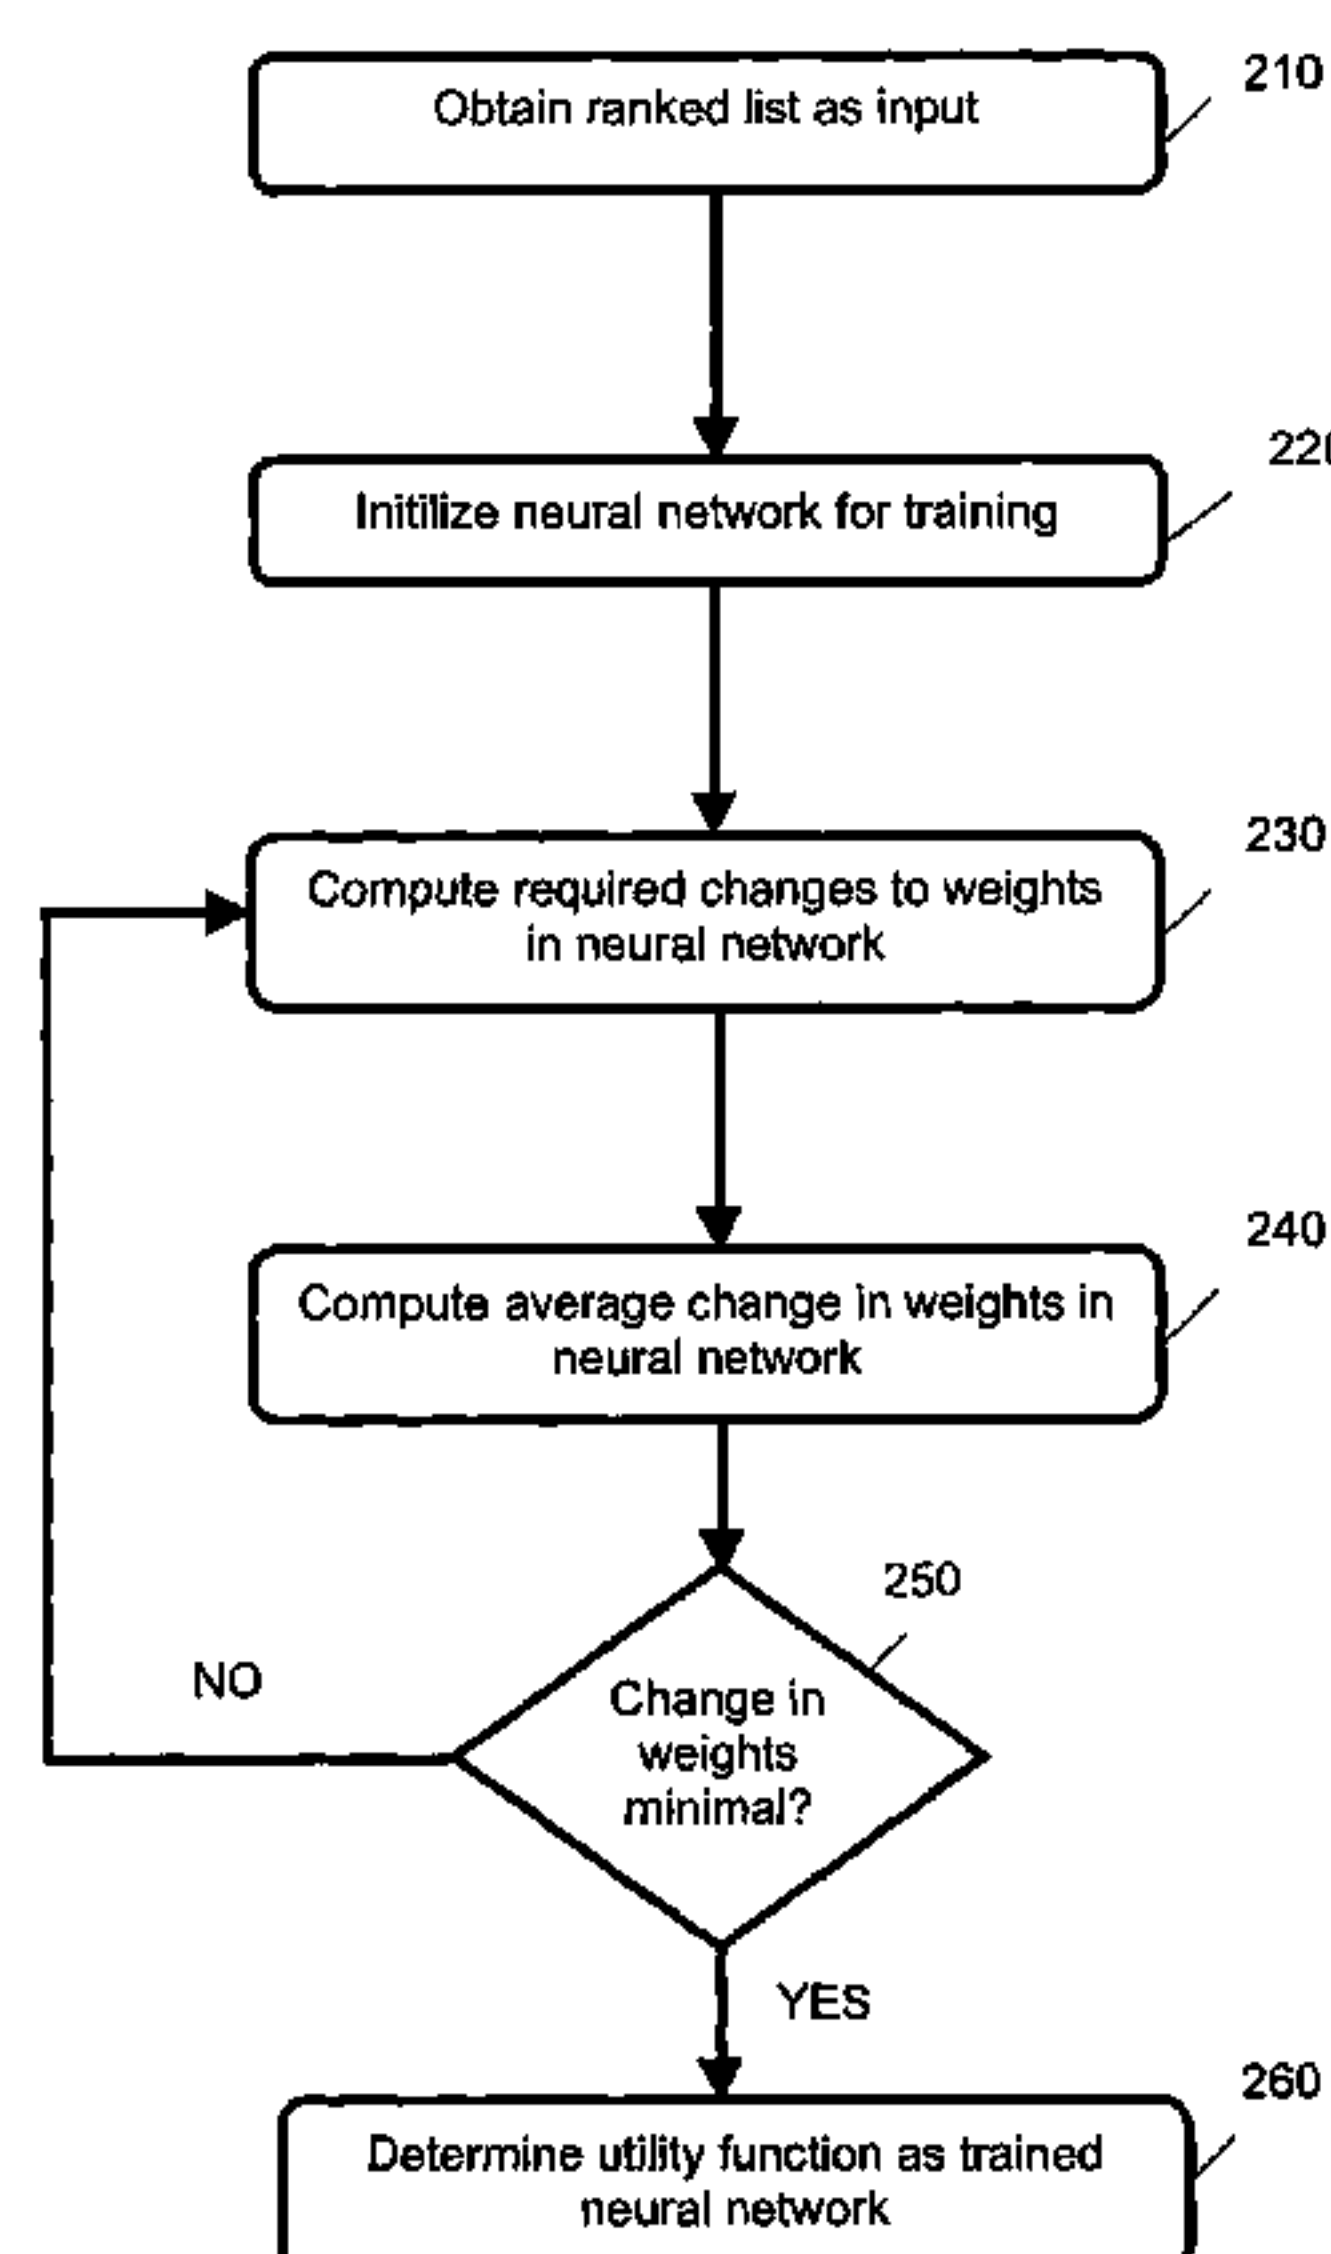 210
Obtain ranked list as input
220
Initilize neural network for training
230
Compute required changes to weights
in neural network
240
Compute average change in weights in
neural network
250
Change in
weights
minimal?
NO
YES
260
Determine utility function as trained
neural network